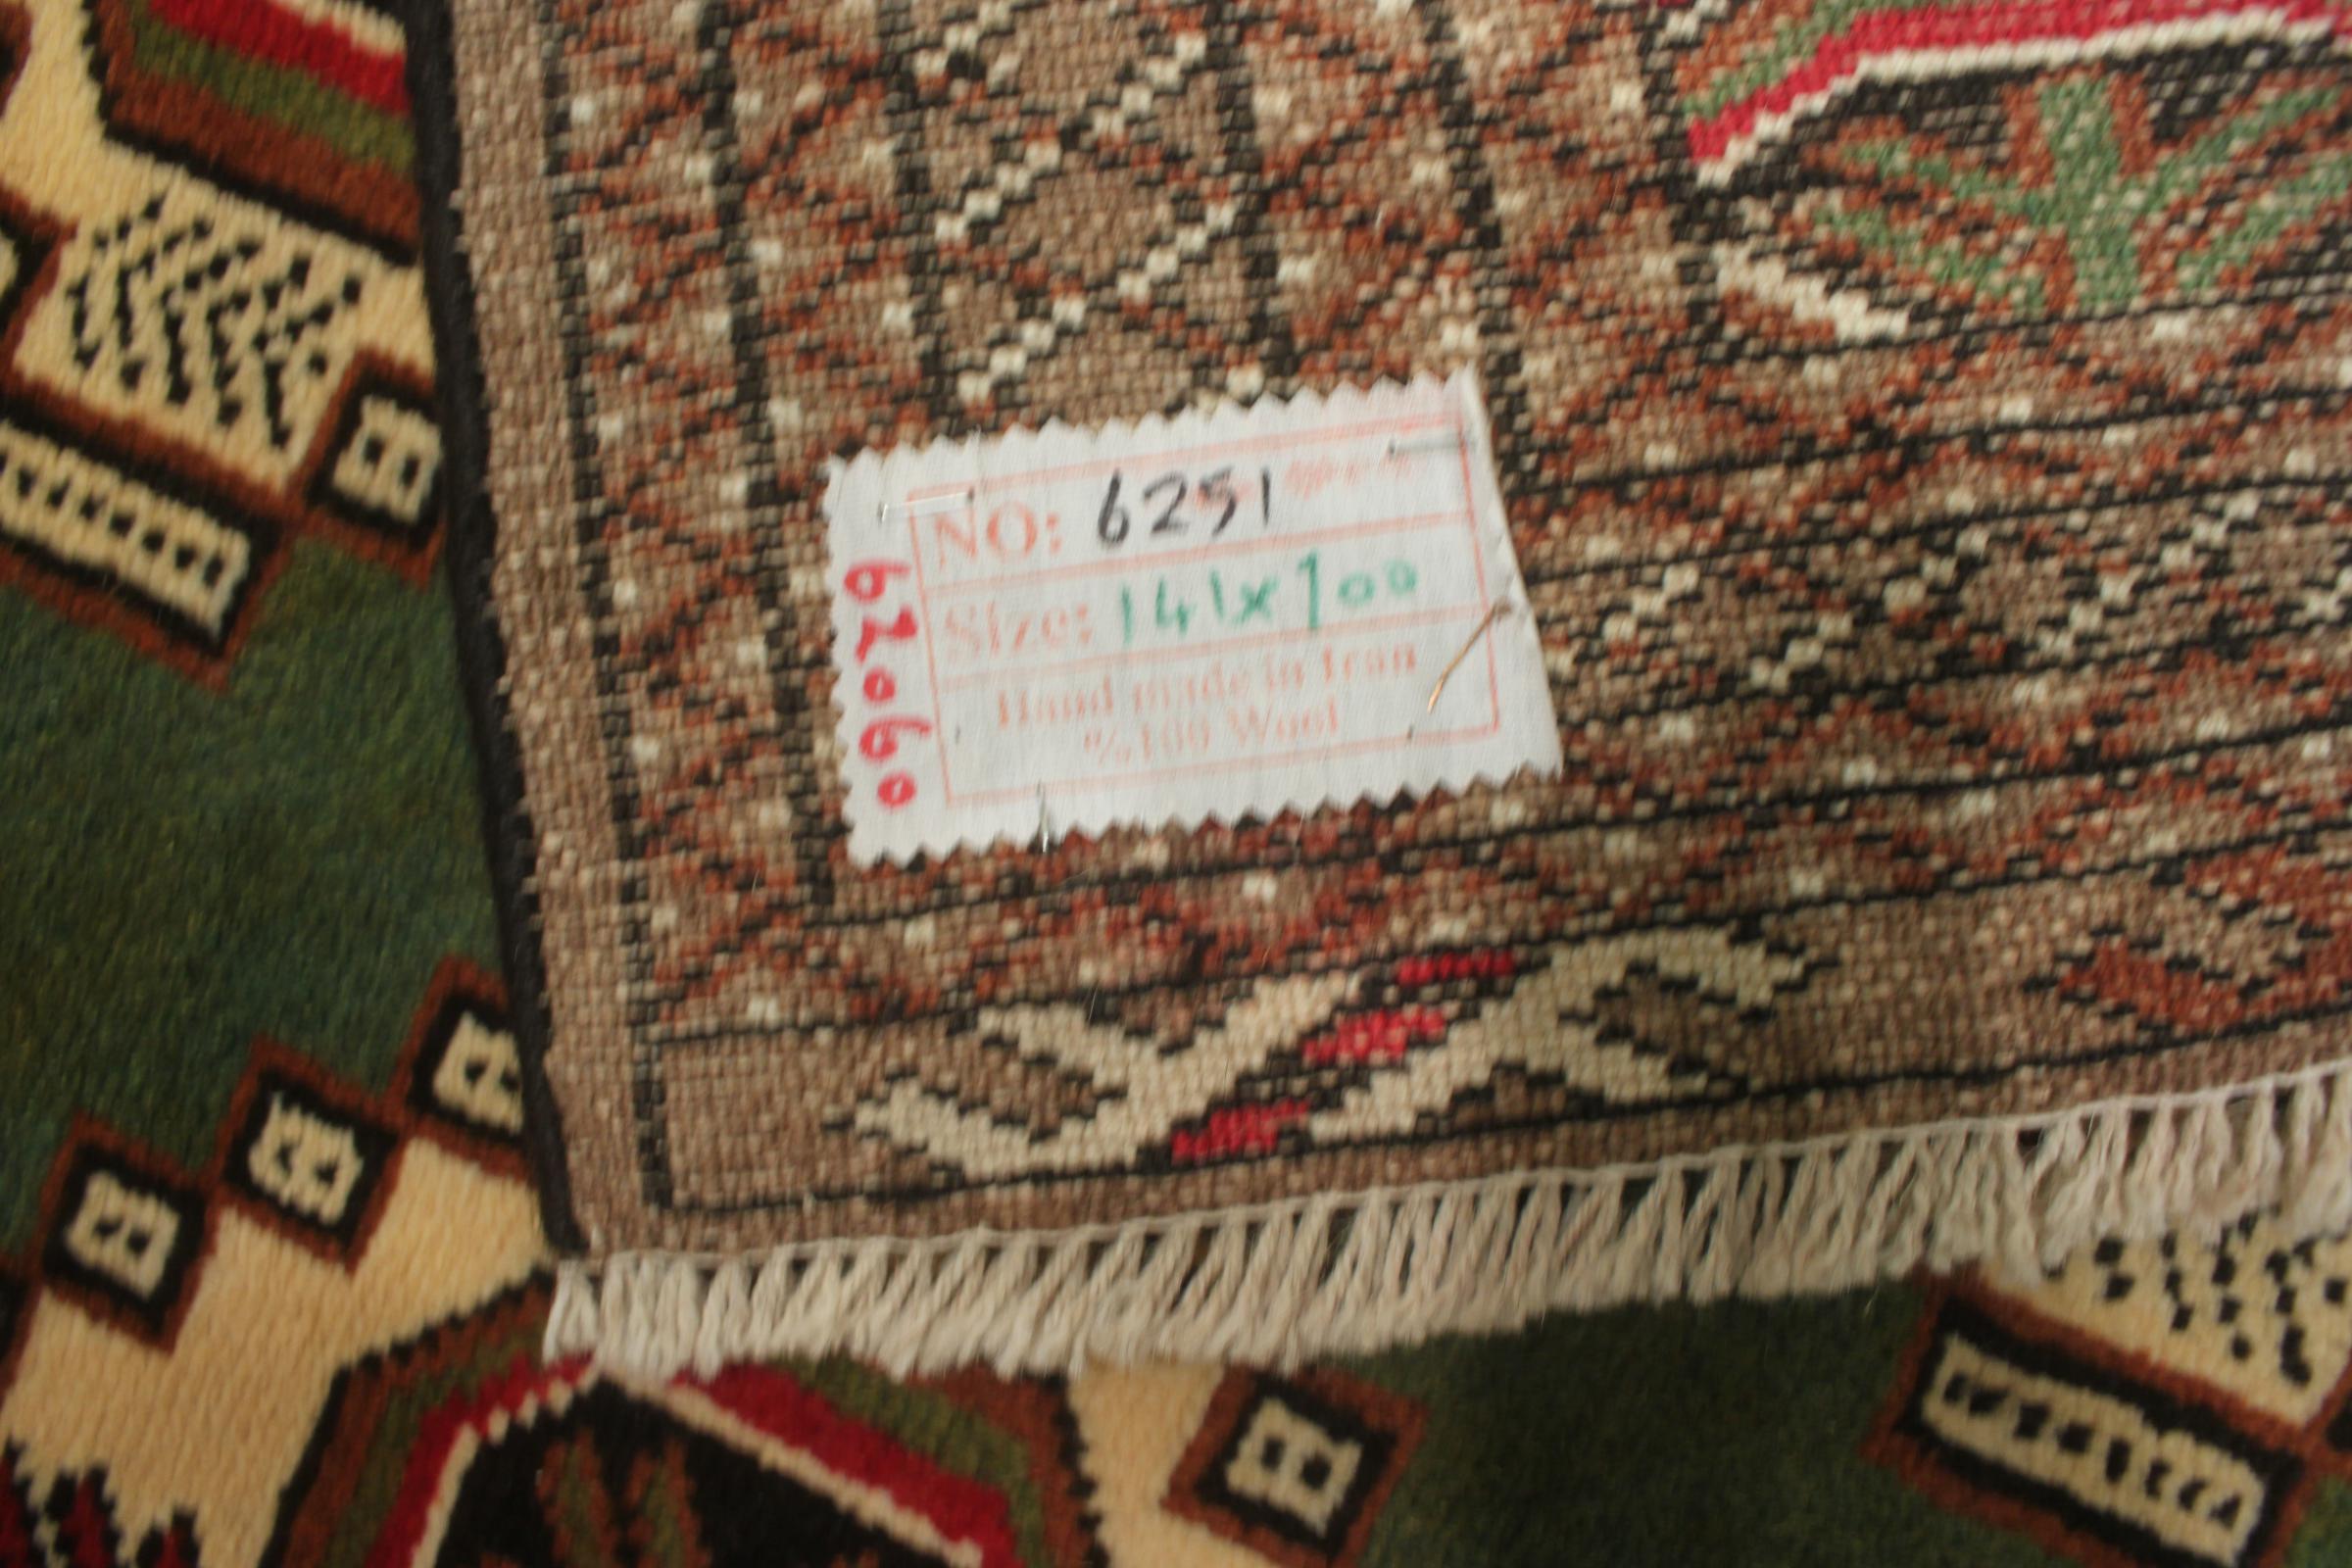 NO: 6251
Size: 141x100
Hand made in Iran
%100 Wool
62060